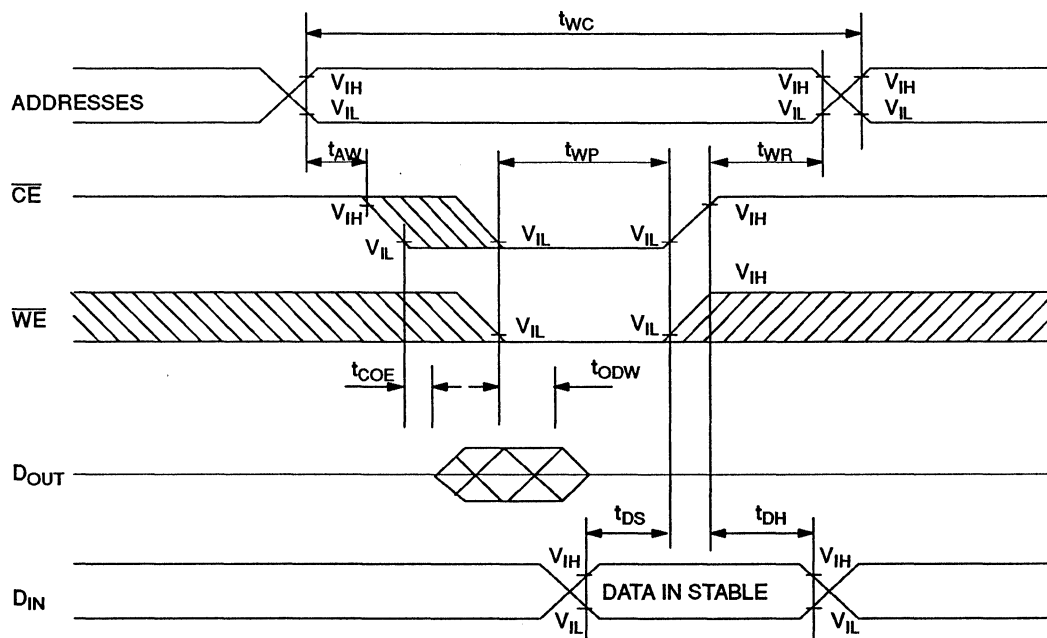 tWC
ADDRESSES
VIH
VIL
VIH
VIL
VIH
VIL
tAW
tWP
tWR
CE
VIH
VIL
VIL
VIL
VIH
WE
VIH
VIL
VIL
tCOE
tODW
DOUT
tDS
tDH
DIN
VIH
DATA IN STABLE
VIH
VIL